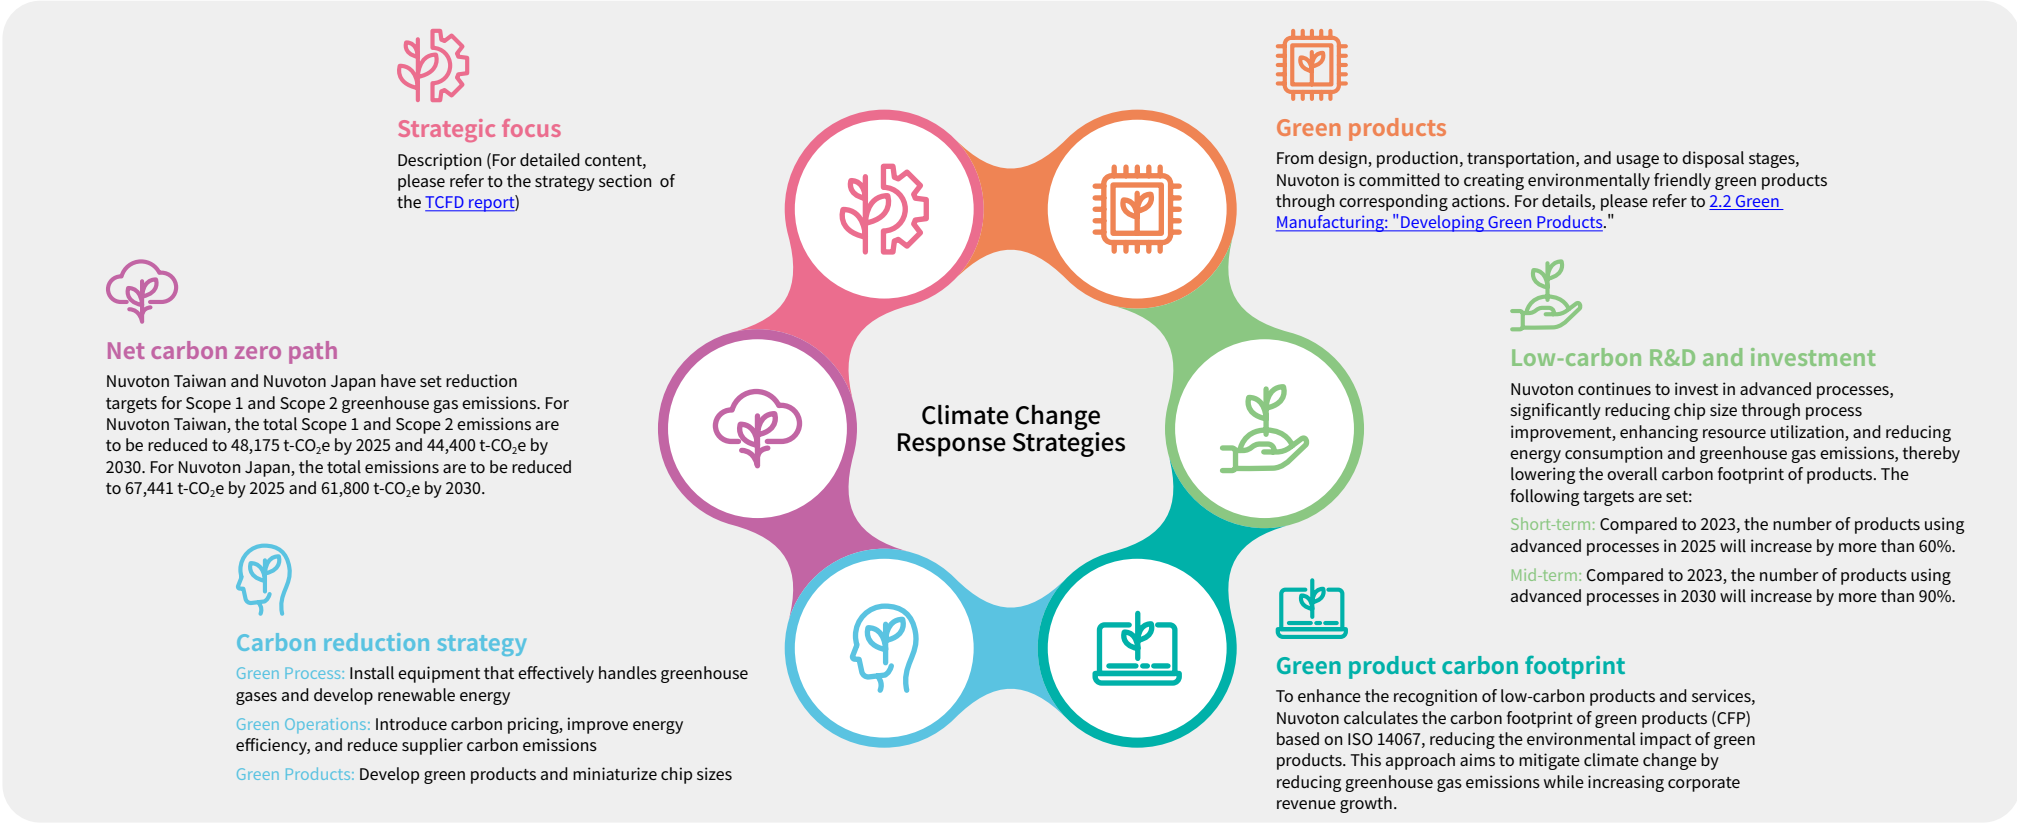 Strategic focus
Description (For detailed content,
please refer to the strategy section of
the TCFD report)
Green products
From design, production, transportation, and usage to disposal stages,
Nuvoton is committed to creating environmentally friendly green products
through corresponding actions. For details, please refer to 2.2 Green
Manufacturing: "Developing Green Products."
Net carbon zero path
Nuvoton Taiwan and Nuvoton Japan have set reduction
targets for Scope 1 and Scope 2 greenhouse gas emissions. For
Nuvoton Taiwan, the total Scope 1 and Scope 2 emissions are
to be reduced to 48,175 t-CO₂e by 2025 and 44,400 t-CO₂e by
2030. For Nuvoton Japan, the total emissions are to be reduced
to 67,441 t-CO₂e by 2025 and 61,800 t-CO₂e by 2030.
Climate Change
Response Strategies
Low-carbon R&D and investment
Nuvoton continues to invest in advanced processes,
significantly reducing chip size through process
improvement, enhancing resource utilization, and reducing
energy consumption and greenhouse gas emissions, thereby
lowering the overall carbon footprint of products. The
following targets are set:
Short-term: Compared to 2023, the number of products using
advanced processes in 2025 will increase by more than 60%.
Mid-term: Compared to 2023, the number of products using
advanced processes in 2030 will increase by more than 90%.
Carbon reduction strategy
Green Process: Install equipment that effectively handles greenhouse
gases and develop renewable energy
Green Operations: Introduce carbon pricing, improve energy
efficiency, and reduce supplier carbon emissions
Green Products: Develop green products and miniaturize chip sizes
Green product carbon footprint
To enhance the recognition of low-carbon products and services,
Nuvoton calculates the carbon footprint of green products (CFP)
based on ISO 14067, reducing the environmental impact of green
products. This approach aims to mitigate climate change by
reducing greenhouse gas emissions while increasing corporate
revenue growth.